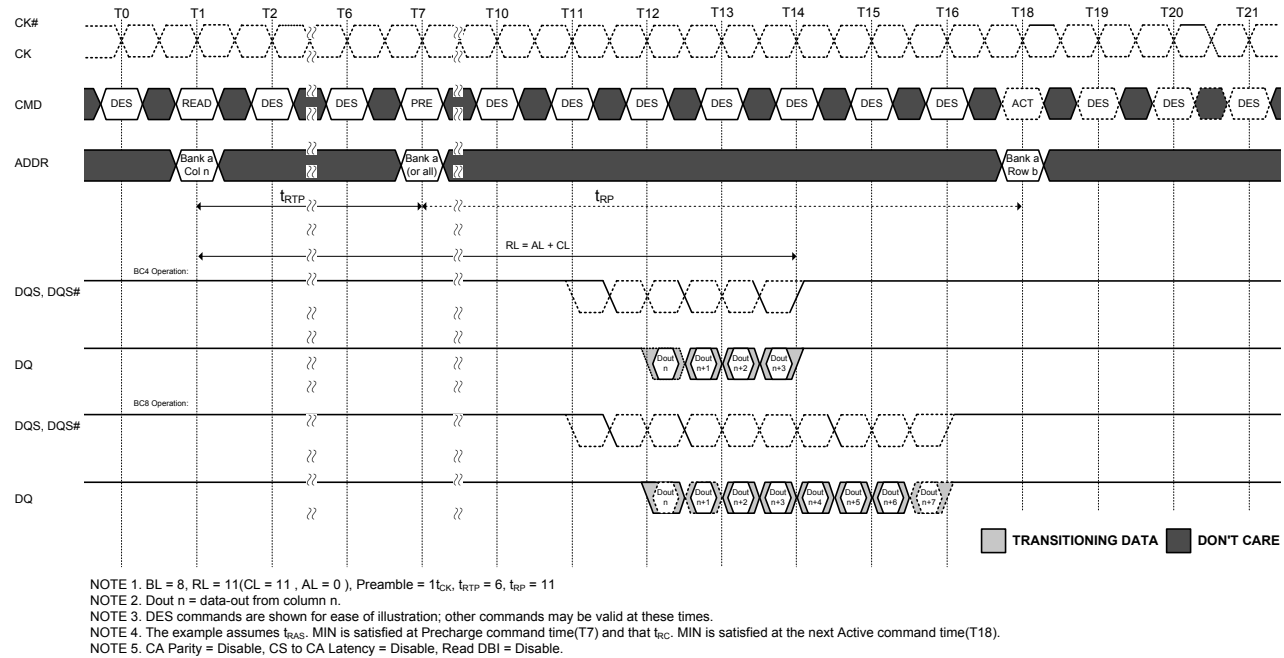 T0 T1 T2 T6 T7 T10 T11 T12 T13 T14 T15 T16 T18 T19 T20 T21
CK#
CK
CMD DES READ DES DES PRE DES DES DES DES DES DES DES ACT DES DES DES
ADDR Bank a Col n Bank a (or all) Bank a Row b
tRTP tRP
RL = AL + CL
BC4 Operation:
DQS, DQS#
DQ Dout n Dout n+1 Dout n+2 Dout n+3
BC8 Operation:
DQS, DQS#
DQ Dout n Dout n+1 Dout n+2 Dout n+3 Dout n+4 Dout n+5 Dout n+6 Dout n+7
TRANSITIONING DATA DON'T CARE
NOTE 1. BL = 8, RL = 11(CL = 11 , AL = 0 ), Preamble = 1tCK, tRTP = 6, tRP = 11
NOTE 2. Dout n = data-out from column n.
NOTE 3. DES commands are shown for ease of illustration; other commands may be valid at these times.
NOTE 4. The example assumes tRAS. MIN is satisfied at Precharge command time(T7) and that tRC. MIN is satisfied at the next Active command time(T18).
NOTE 5. CA Parity = Disable, CS to CA Latency = Disable, Read DBI = Disable.